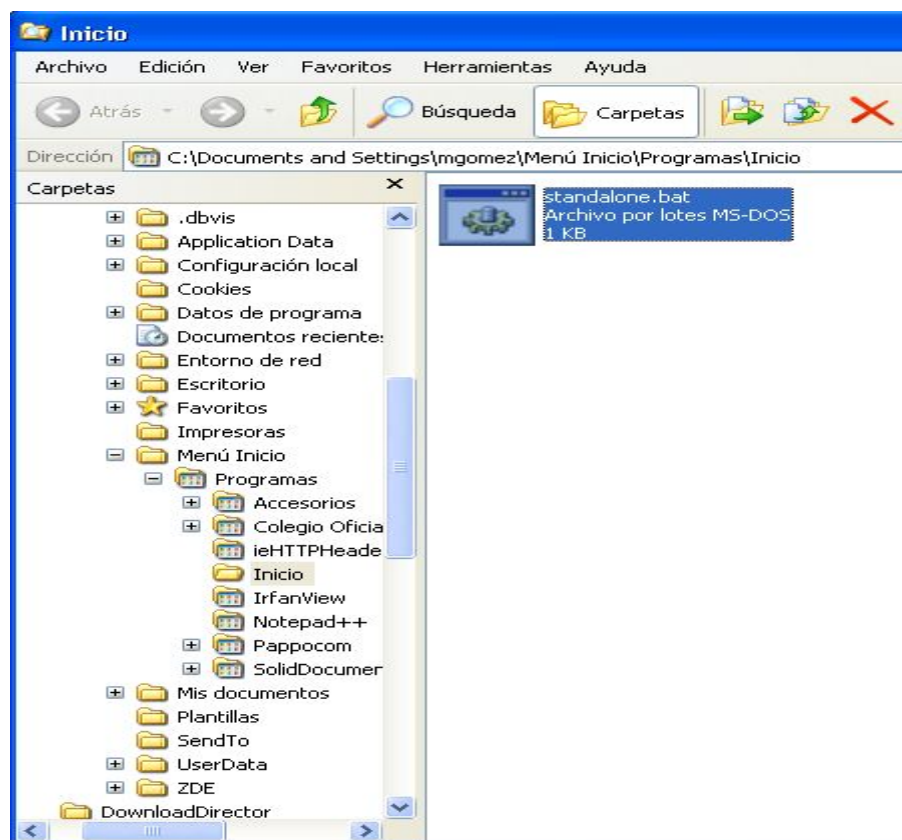 Inicio
Archivo Edición Ver Favoritos Herramientas Ayuda
Atrás Búsqueda Carpetas
Dirección C:\Documents and Settings\mgomez\Menú Inicio\Programas\Inicio
Carpetas
.dbvis
Application Data
Configuración local
Cookies
Datos de programa
Documentos reciente
Entorno de red
Escritorio
Favoritos
Impresoras
Menú Inicio
Programas
Accesorios
Colegio Oficia
ieHTTPHeade
Inicio
IrfanView
Notepad++
Pappocom
SolidDocumer
Mis documentos
Plantillas
SendTo
UserData
ZDE
DownloadDirector
standalone.bat
Archivo por lotes MS-DOS
1 KB